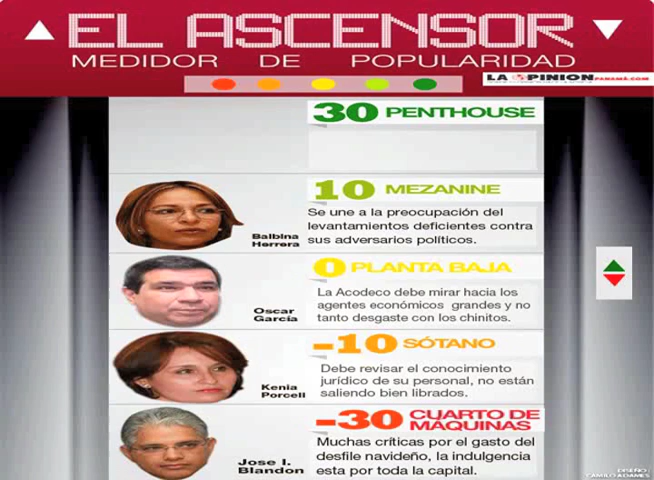 EL ASCENSOR
MEDIDOR DE POPULARIDAD
LA OPINION PANAMÁ.COM
30 PENTHOUSE
10 MEZANINE
Se une a la preocupación del
levantamientos deficientes contra
sus adversarios políticos.
Balbina
Herrera
0 PLANTA BAJA
La Acodeco debe mirar hacia los
agentes económicos grandes y no
tanto desgaste con los chinitos.
Oscar
García
-10 SÓTANO
Debe revisar el conocimiento
jurídico de su personal, no están
saliendo bien librados.
Kenia
Porcell
-30 CUARTO DE
MAQUINAS
Muchas críticas por el gasto del
desfile navideño, la indulgencia
esta por toda la capital.
Jose I.
Blandon
DISEÑO:
CAMILO ADAMES